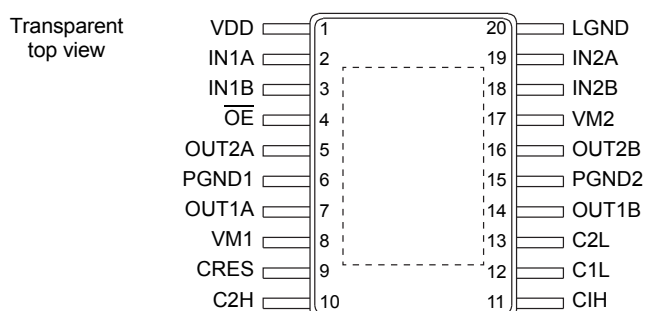 Transparent
top view
VDD 1 20 LGND
IN1A 2 19 IN2A
IN1B 3 18 IN2B
O̅E̅ 4 17 VM2
OUT2A 5 16 OUT2B
PGND1 6 15 PGND2
OUT1A 7 14 OUT1B
VM1 8 13 C2L
CRES 9 12 C1L
C2H 10 11 CIH